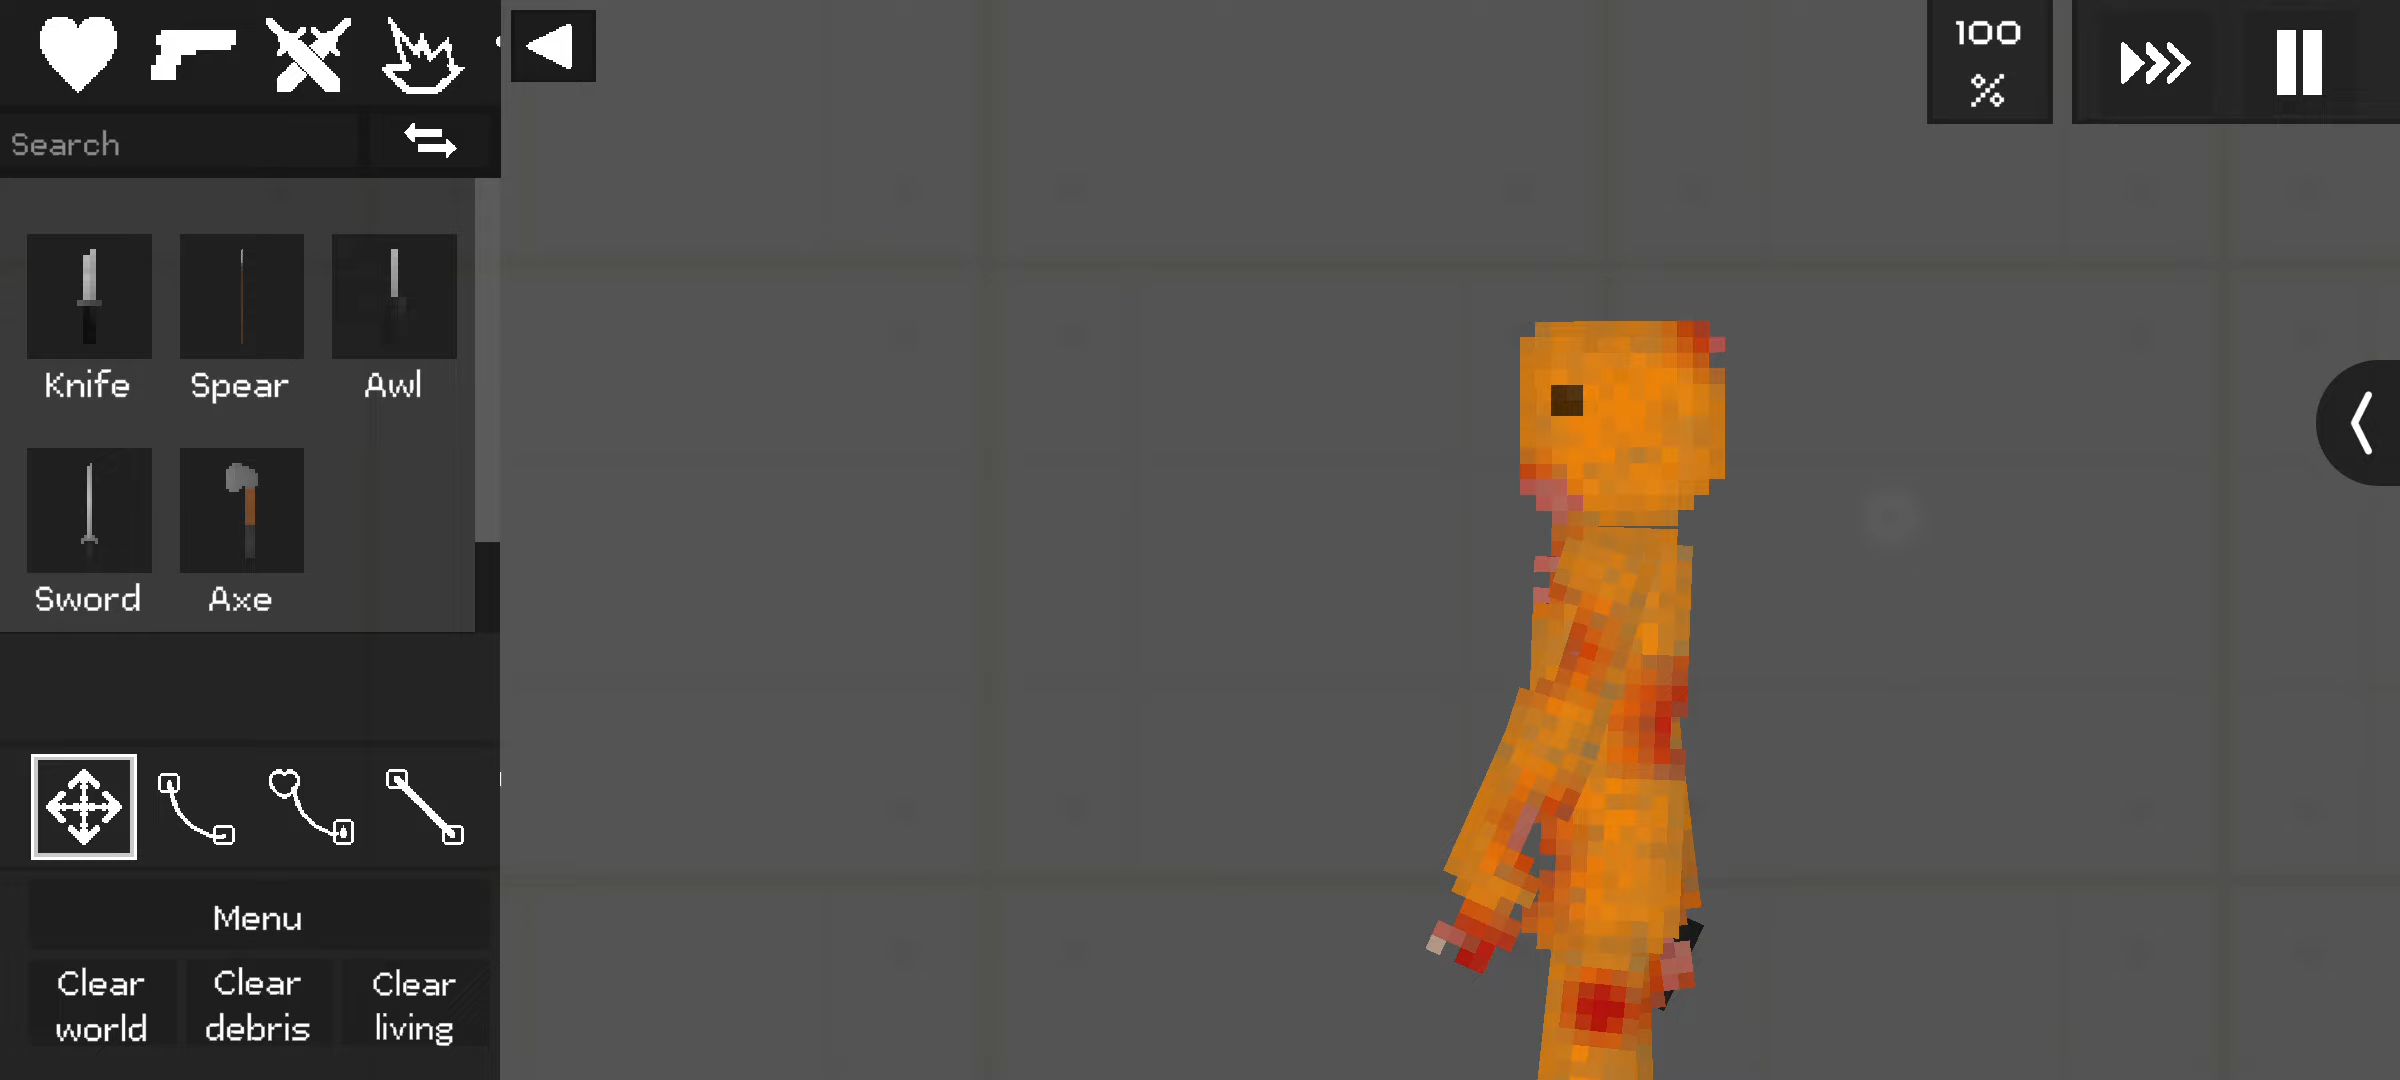 100
%
Search
Knife
Spear
Awl
Sword
Axe
Menu
Clear
world
Clear
debris
Clear
living